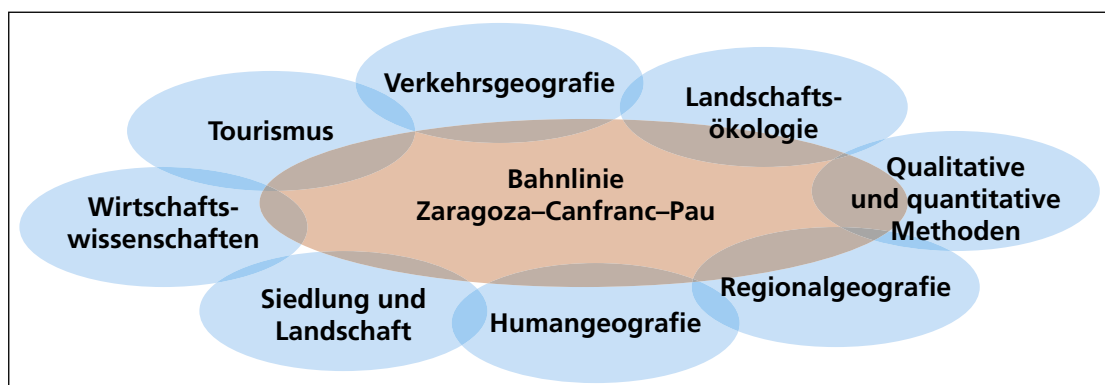 Verkehrsgeografie
Landschafts-
ökologie
Tourismus
Bahnlinie
Zaragoza–Canfranc–Pau
Qualitative
und quantitative
Methoden
Wirtschafts-
wissenschaften
Siedlung und
Landschaft
Humangeografie
Regionalgeografie